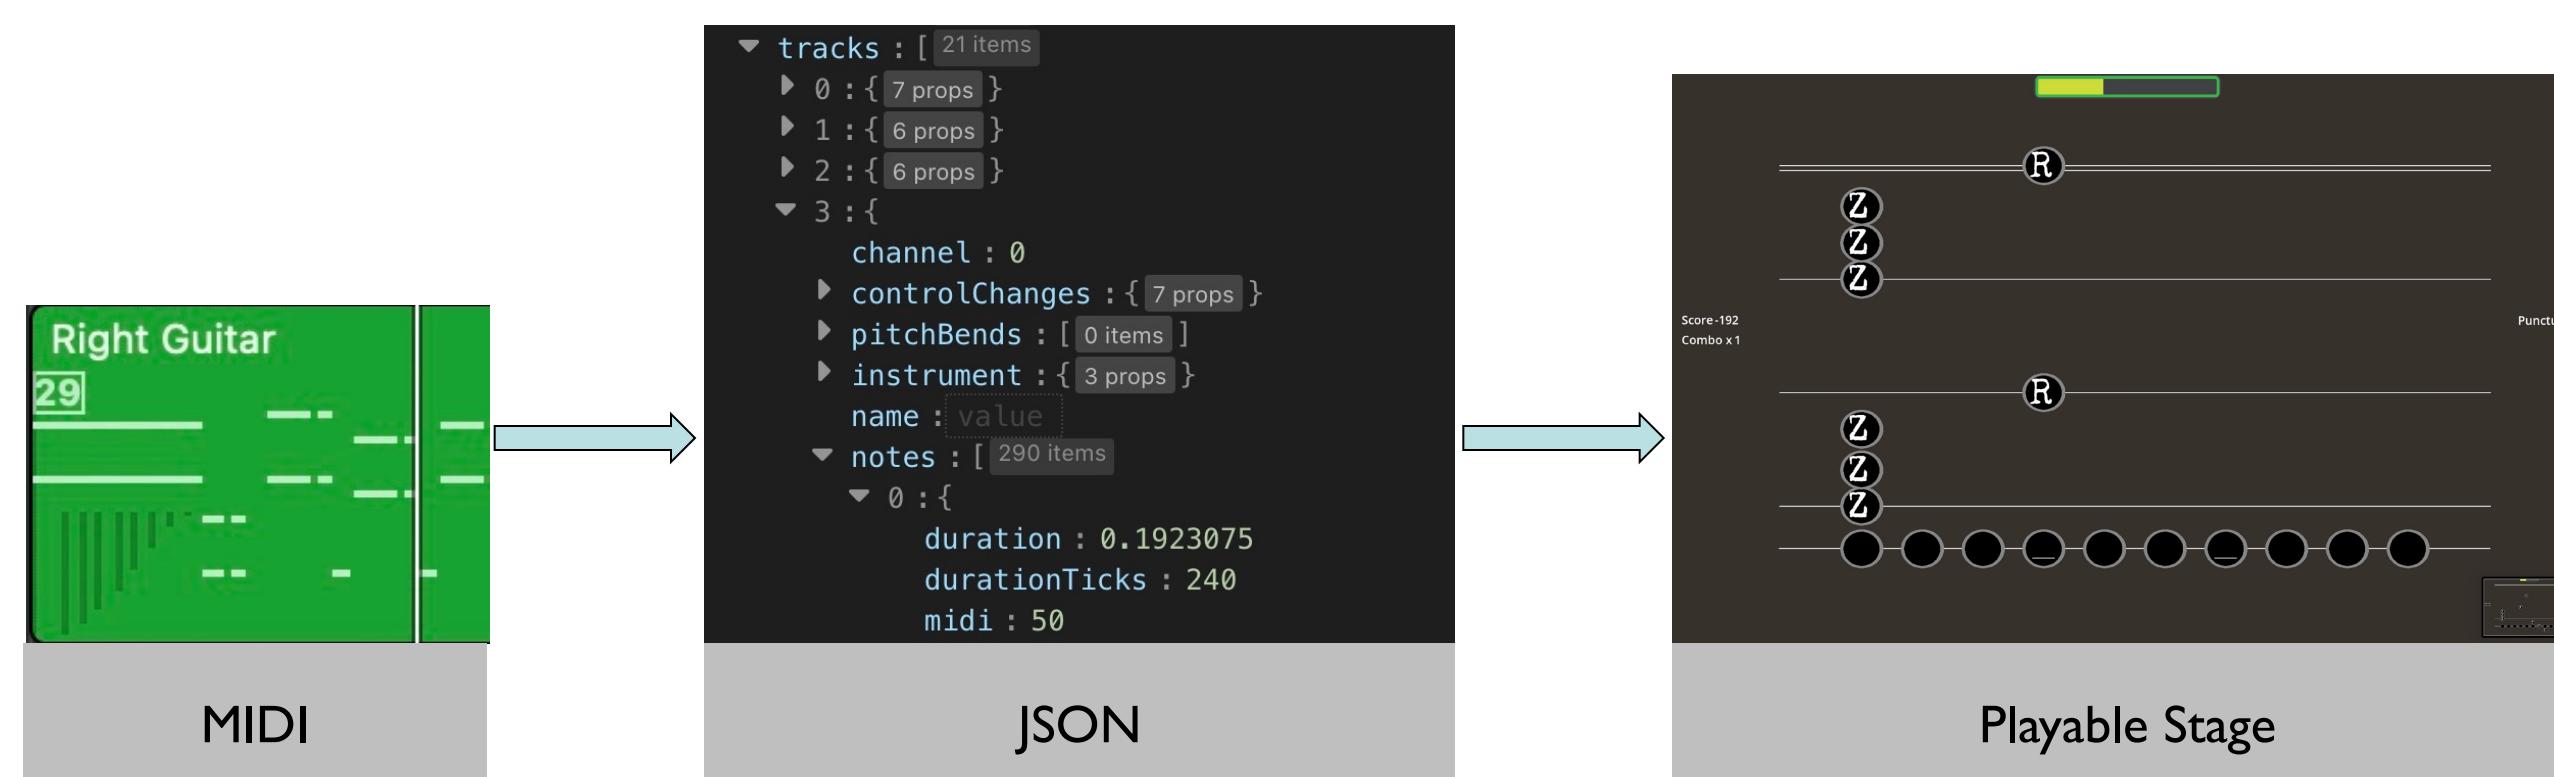 Right Guitar
29
MIDI
tracks : [ 21 items
0 : { 7 props }
1 : { 6 props }
2 : { 6 props }
3 : {
channel : 0
controlChanges : { 7 props }
pitchBends : [ 0 items ]
instrument : { 3 props }
name : value
notes : [ 290 items
0 : {
duration : 0.1923075
durationTicks : 240
midi : 50
JSON
R
Z
Z
Z
Score -192
Combo x 1
Punctu
R
Z
Z
Z
_ _
Playable Stage